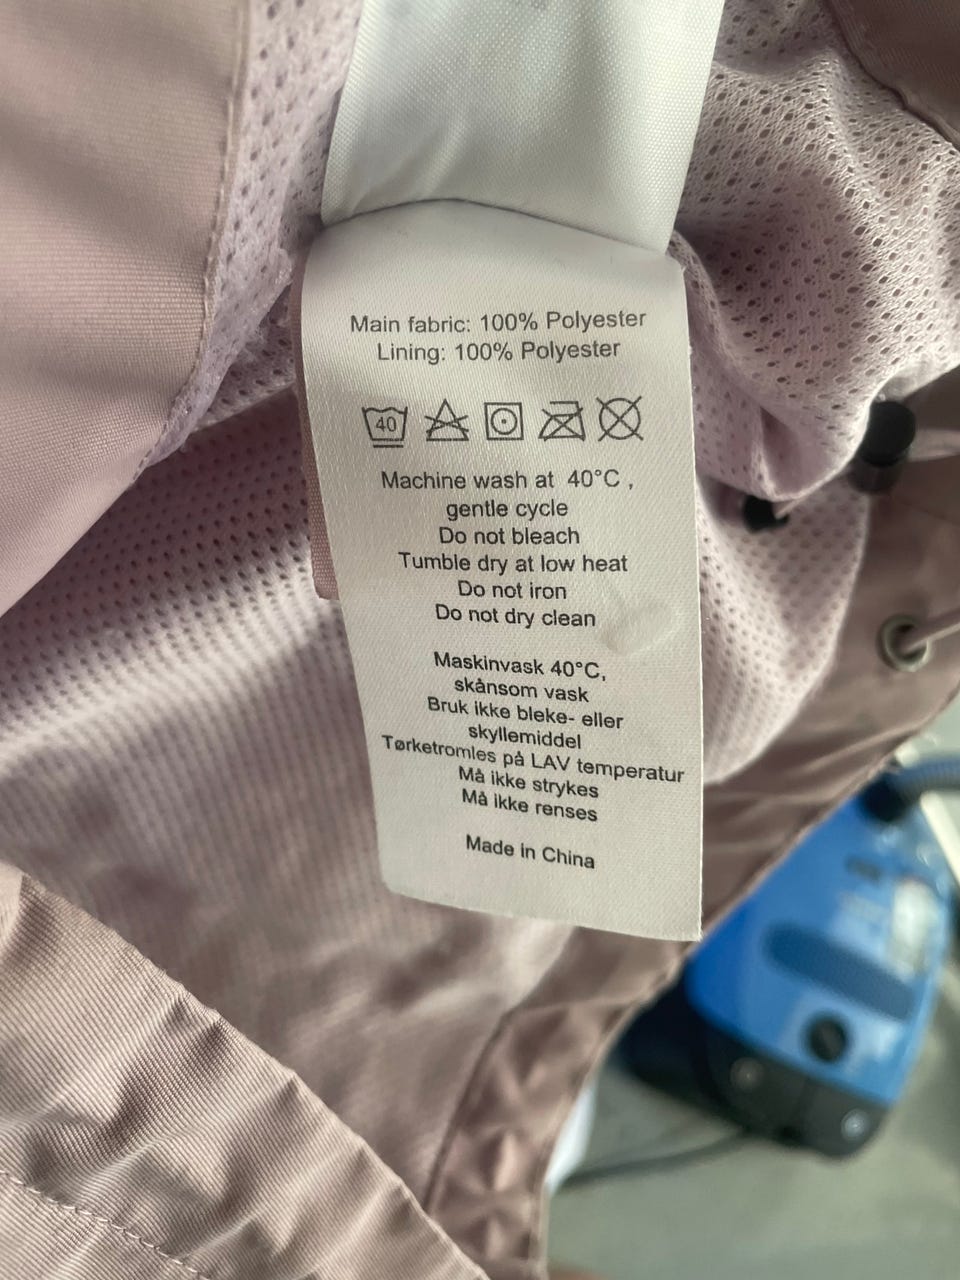 Main fabric: 100% Polyester
Lining: 100% Polyester
40
Machine wash at 40°C ,
gentle cycle
Do not bleach
Tumble dry at low heat
Do not iron
Do not dry clean
Maskinvask 40°C,
skånsom vask
Bruk ikke bleke- eller
skyllemiddel
Tørketromles på LAV temperatur
Må ikke strykes
Må ikke renses
Made in China